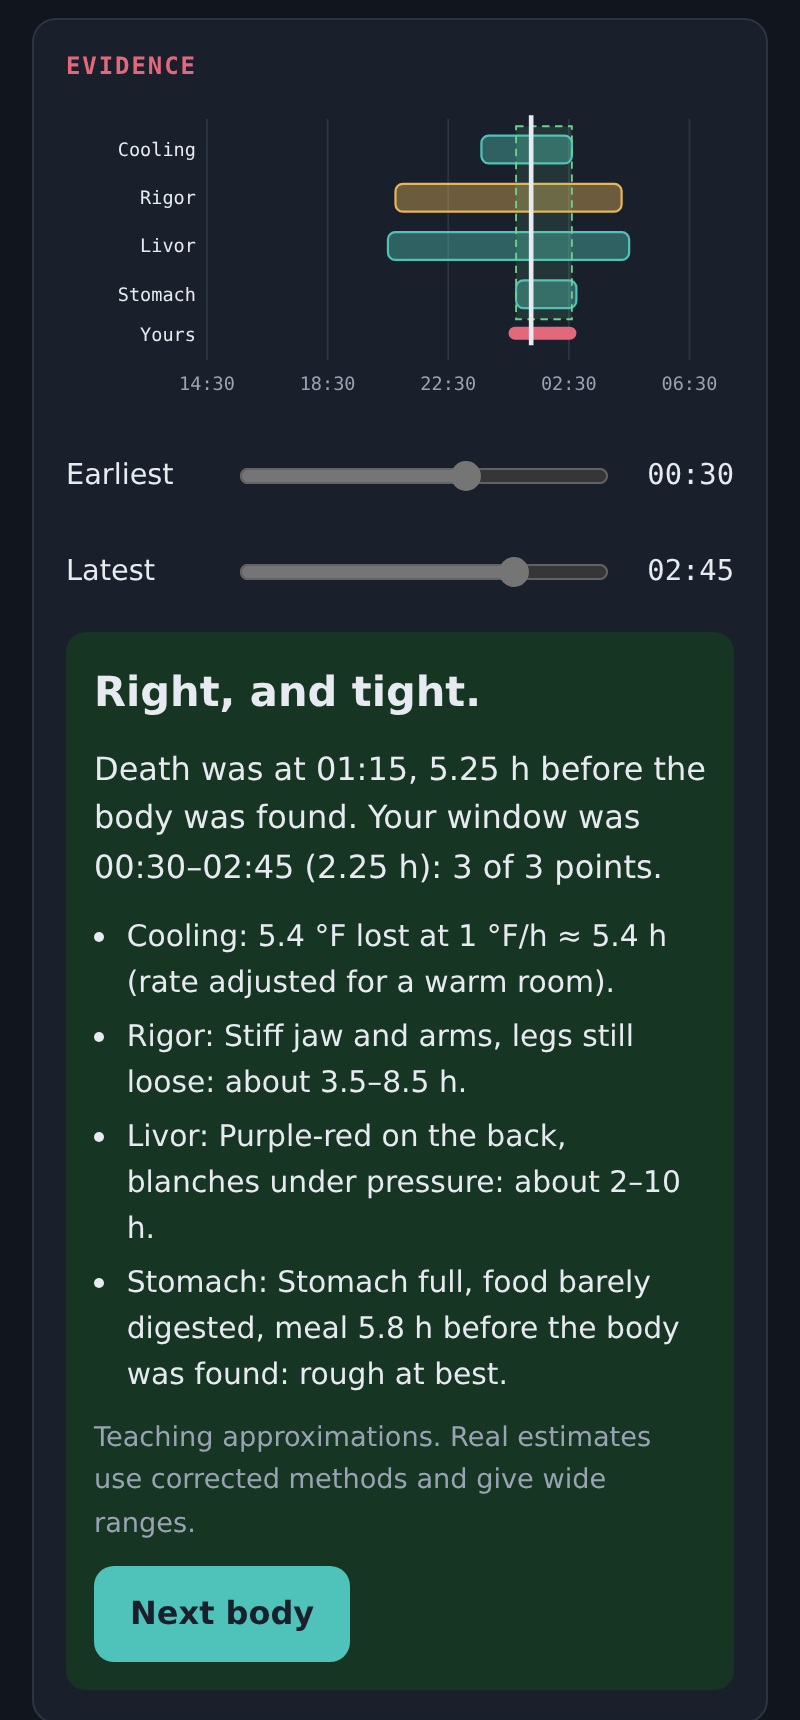 EVIDENCE
Cooling
Rigor
Livor
Stomach
Yours
14:30 18:30 22:30 02:30 06:30
Earliest 00:30
Latest 02:45
Right, and tight.
Death was at 01:15, 5.25 h before the
body was found. Your window was
00:30–02:45 (2.25 h): 3 of 3 points.
• Cooling: 5.4 °F lost at 1 °F/h ≈ 5.4 h
(rate adjusted for a warm room).
• Rigor: Stiff jaw and arms, legs still
loose: about 3.5–8.5 h.
• Livor: Purple-red on the back,
blanches under pressure: about 2–10
h.
• Stomach: Stomach full, food barely
digested, meal 5.8 h before the body
was found: rough at best.
Teaching approximations. Real estimates
use corrected methods and give wide
ranges.
Next body